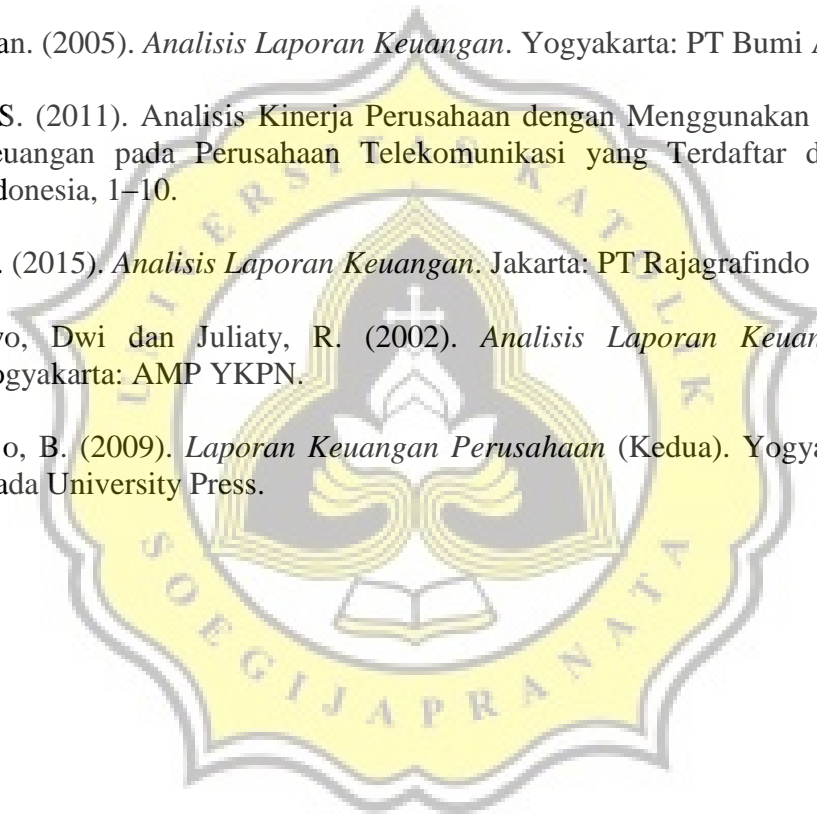 an. (2005). Analisis Laporan Keuangan. Yogyakarta: PT Bumi A
S. (2011). Analisis Kinerja Perusahaan dengan Menggunakan
euangan pada Perusahaan Telekomunikasi yang Terdaftar d
donesia, 1–10.
. (2015). Analisis Laporan Keuangan. Jakarta: PT Rajagrafindo
vo, Dwi dan Juliaty, R. (2002). Analisis Laporan Keuan
ogyakarta: AMP YKPN.
o, B. (2009). Laporan Keuangan Perusahaan (Kedua). Yogya
ada University Press.
UNIVERSITAS KATOLIK
SOEGIJAPRANATA